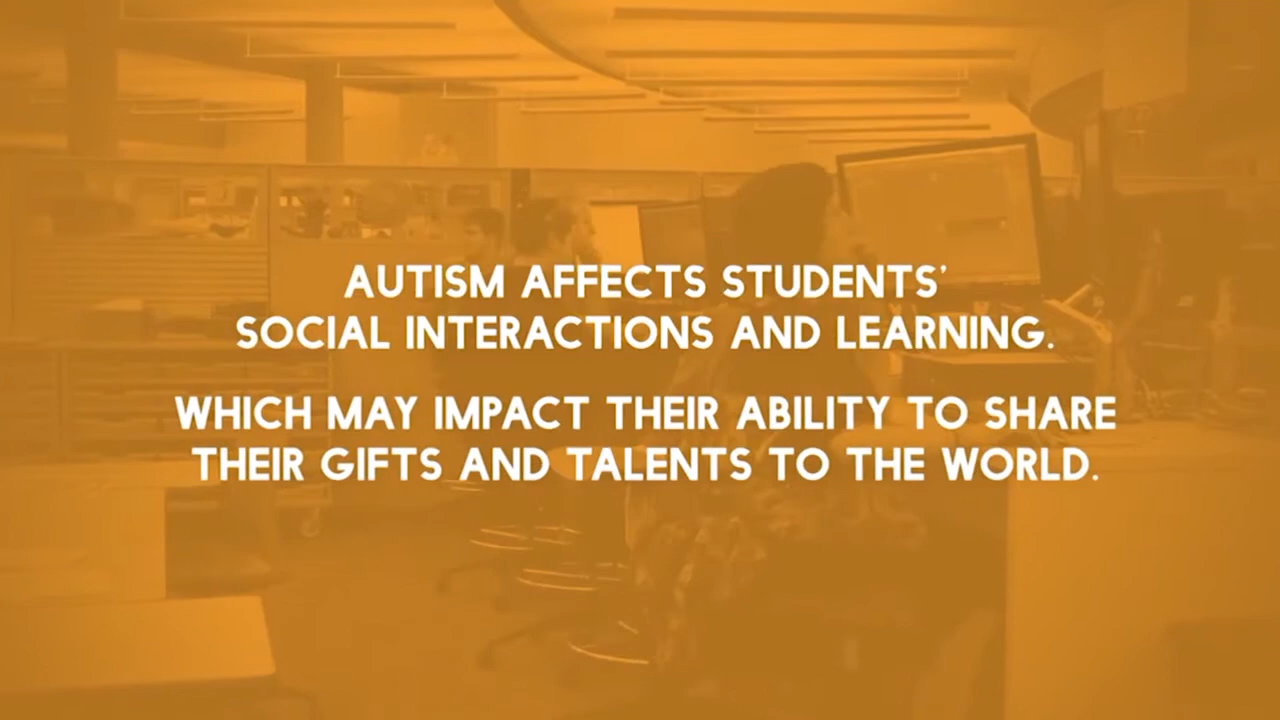 AUTISM AFFECTS STUDENTS'
SOCIAL INTERACTIONS AND LEARNING.
WHICH MAY IMPACT THEIR ABILITY TO SHARE
THEIR GIFTS AND TALENTS TO THE WORLD.